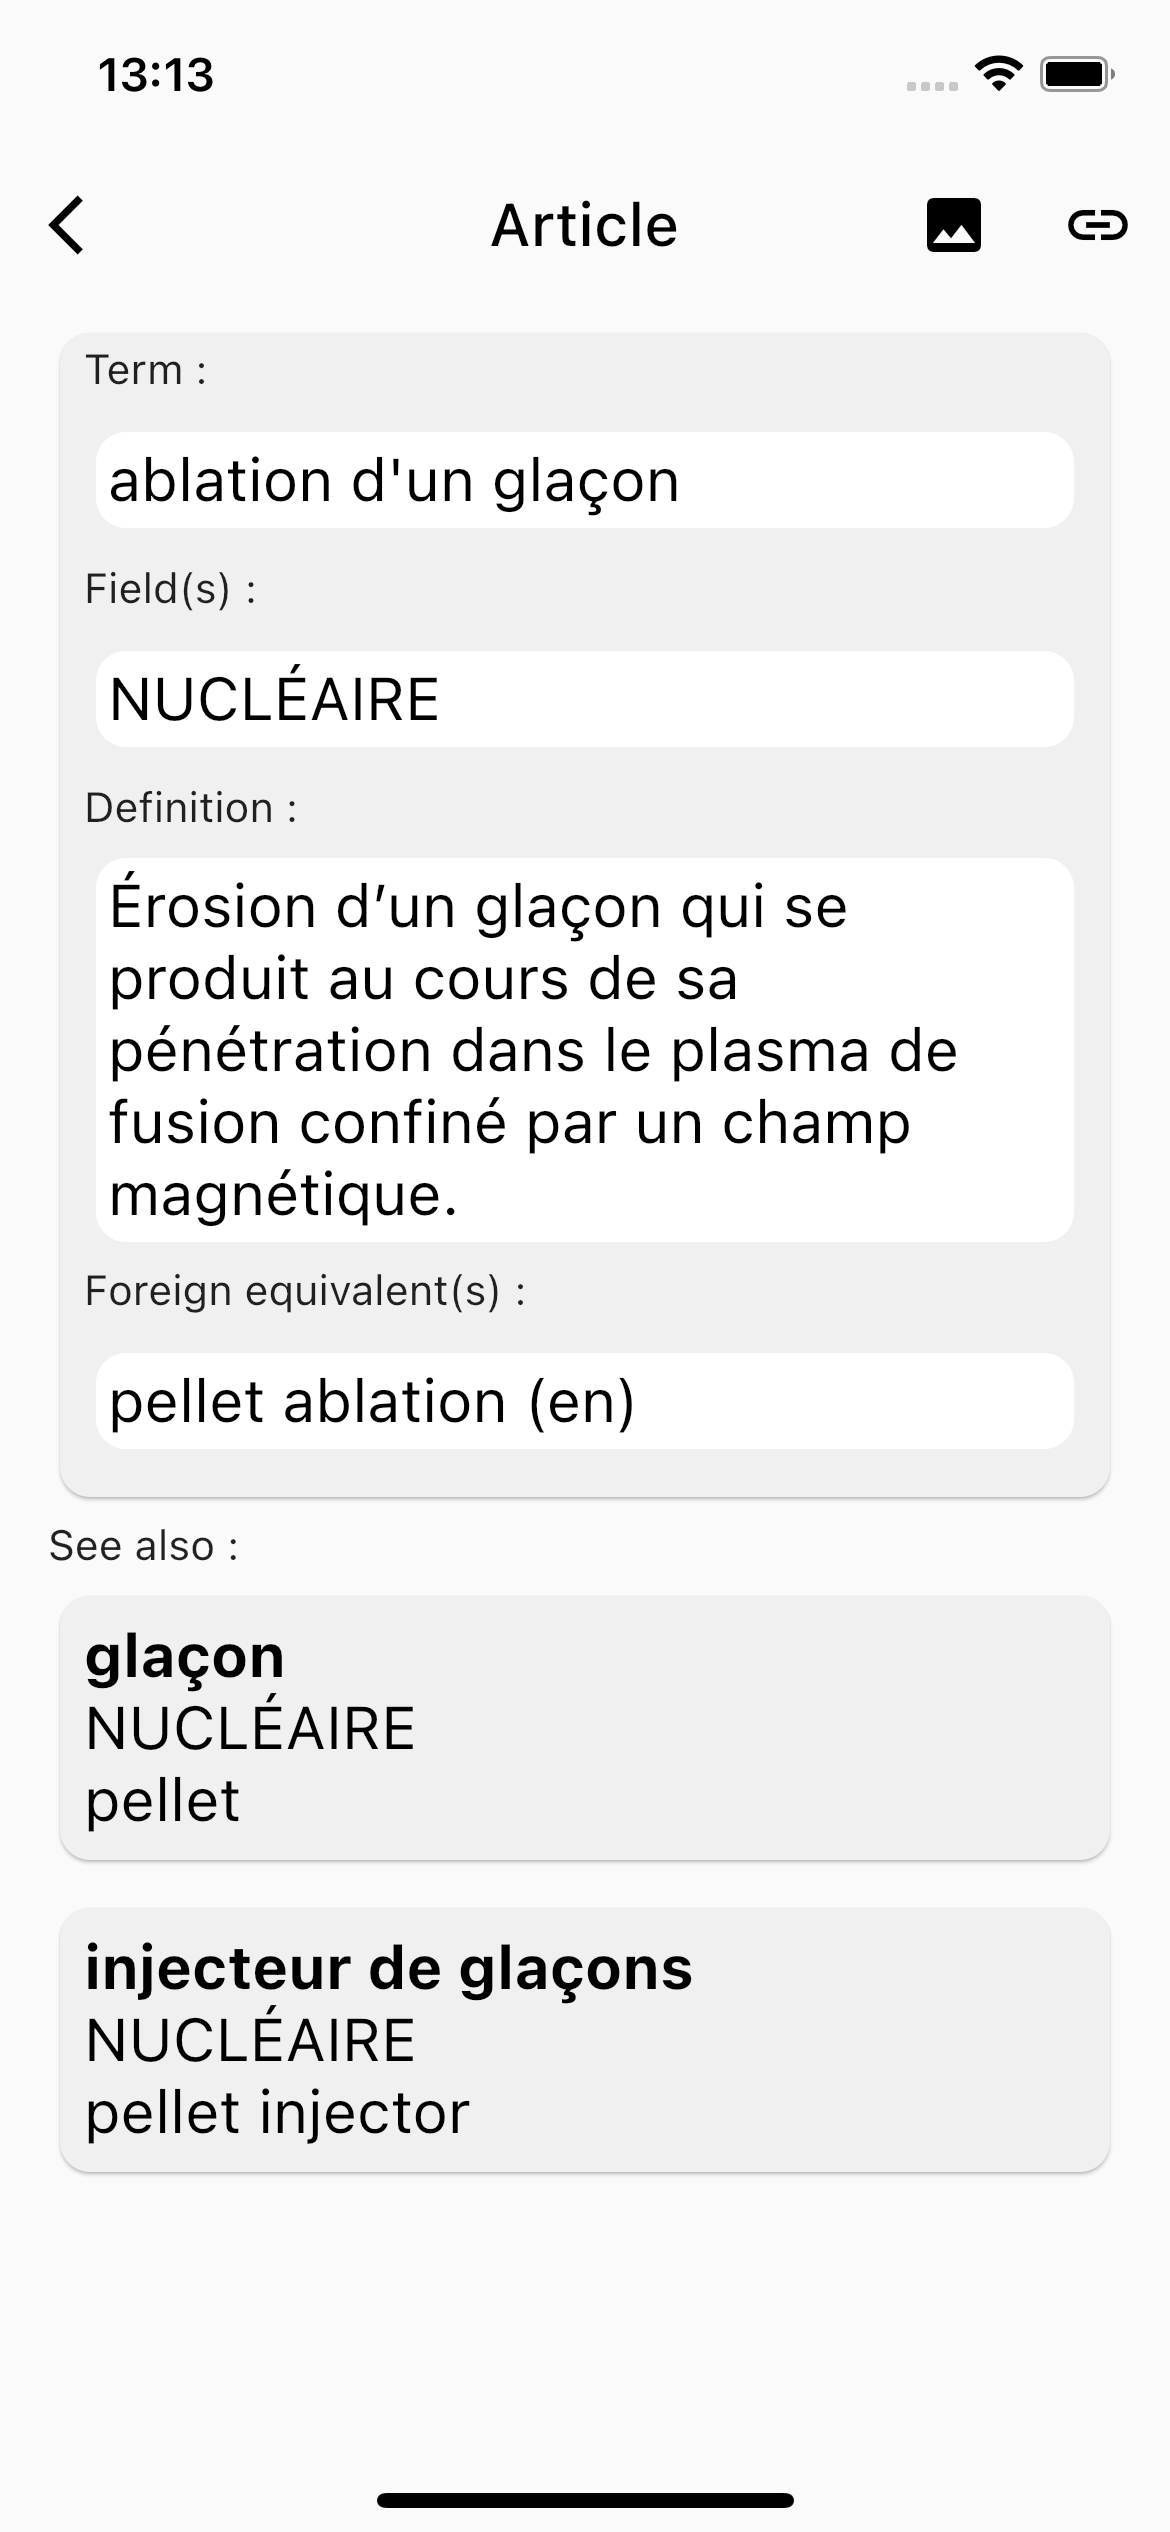 13:13
Article
Term :
ablation d'un glaçon
Field(s) :
NUCLÉAIRE
Definition :
Érosion d’un glaçon qui se
produit au cours de sa
pénétration dans le plasma de
fusion confiné par un champ
magnétique.
Foreign equivalent(s) :
pellet ablation (en)
See also :
glaçon
NUCLÉAIRE
pellet
injecteur de glaçons
NUCLÉAIRE
pellet injector